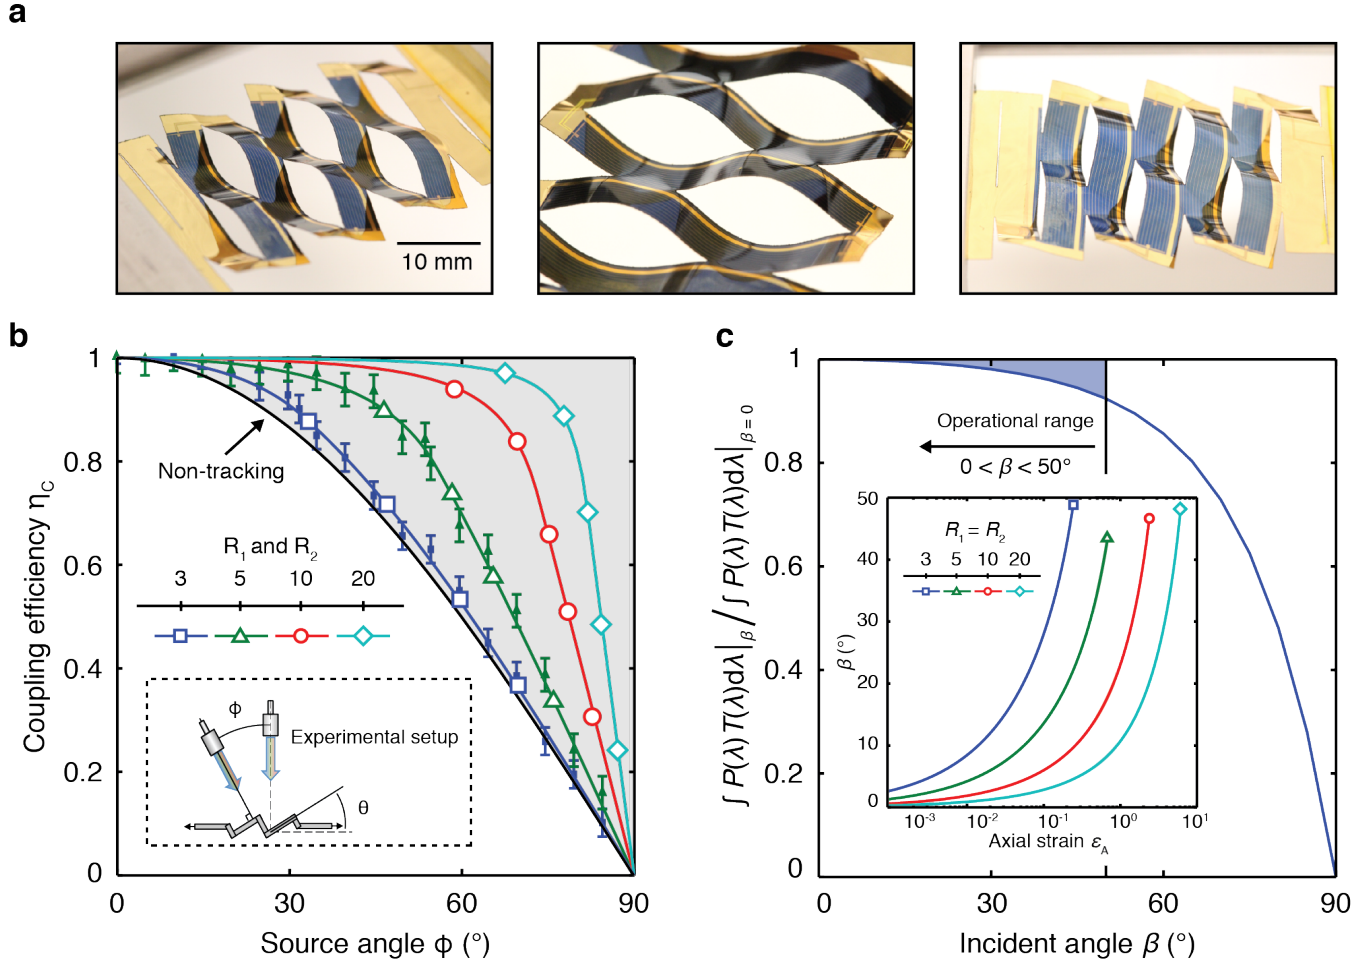 a
10 mm
b
Coupling efficiency η_C
1
0.8
0.6
0.4
0.2
0
Non-tracking
R₁ and R₂
3 5 10 20
ϕ
Experimental setup
θ
0 30 60 90
Source angle ϕ (°)
c
∫ P(λ) T(λ)dλ|_β / ∫ P(λ) T(λ)dλ|_β = 0
1
0.8
0.6
0.4
0.2
0
Operational range
0 < β < 50°
β (°)
50
40
30
20
10
0
R₁ = R₂
3 5 10 20
10⁻³ 10⁻² 10⁻¹ 10⁰ 10¹
Axial strain ε_A
0 30 60 90
Incident angle β (°)